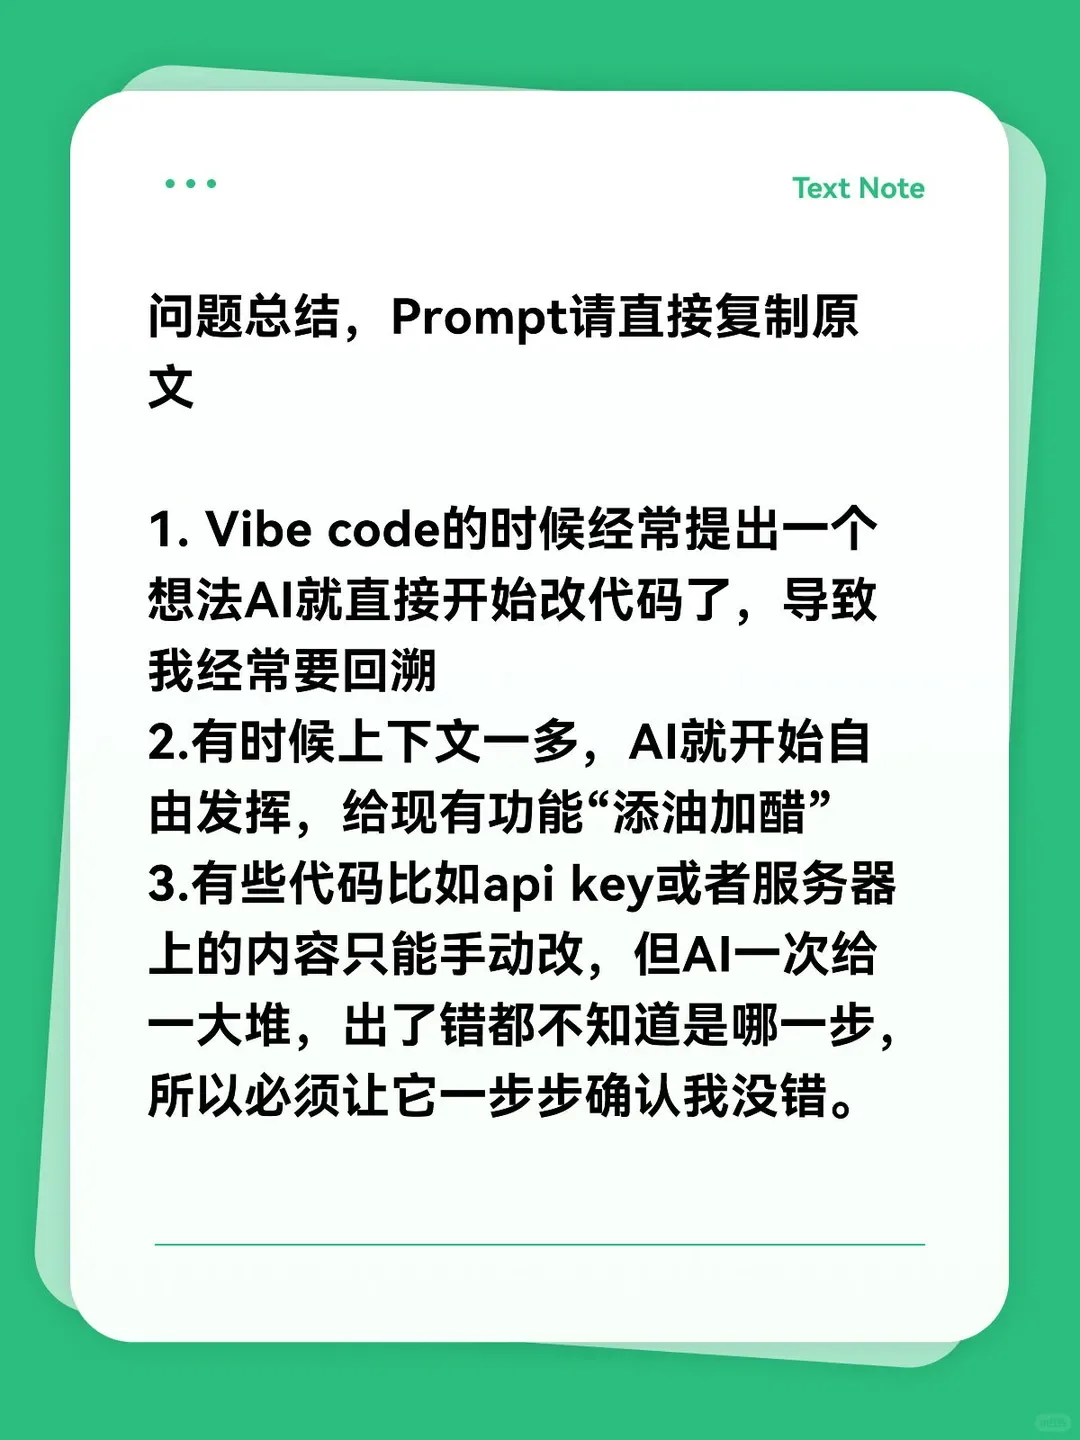 Text Note
问题总结，Prompt请直接复制原
文
1. Vibe code的时候经常提出一个
想法AI就直接开始改代码了，导致
我经常要回溯
2.有时候上下文一多，AI就开始自
由发挥，给现有功能“添油加醋”
3.有些代码比如api key或者服务器
上的内容只能手动改，但AI一次给
一大堆，出了错都不知道是哪一步，
所以必须让它一步步确认我没错。